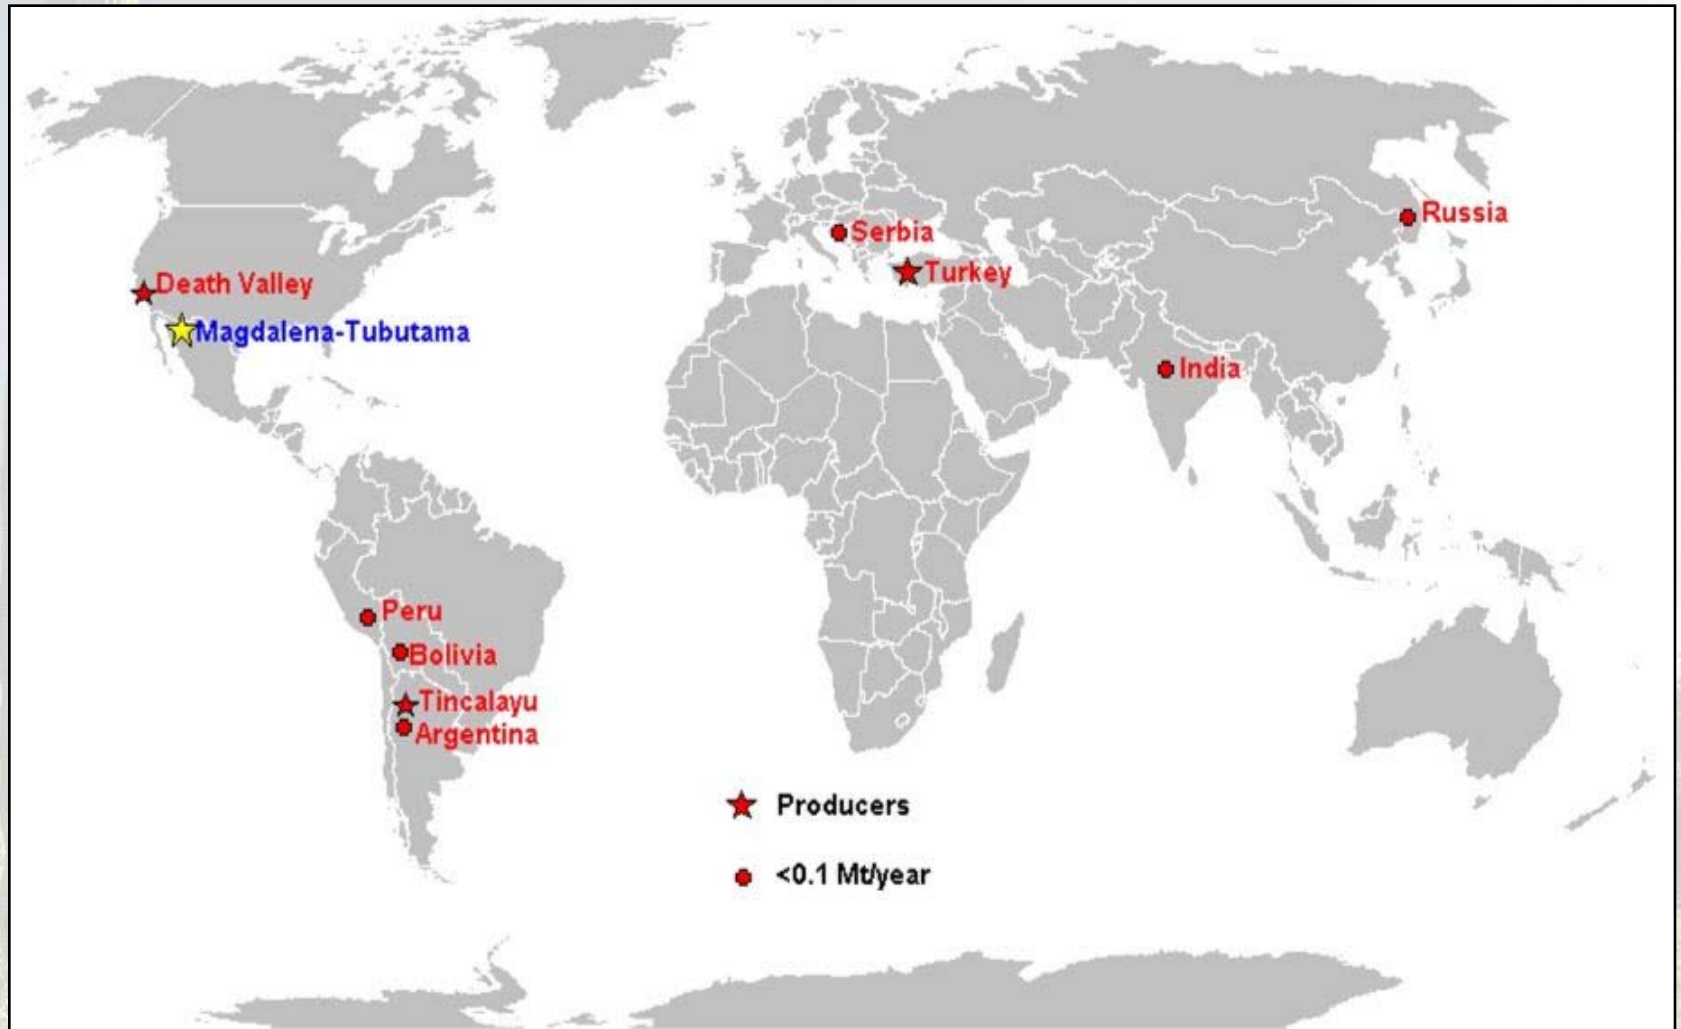 Russia
Serbia
Turkey
Death Valley
Magdalena-Tubutama
India
Peru
Bolivia
Tincalayu
Argentina
Producers
<0.1 Mt/year